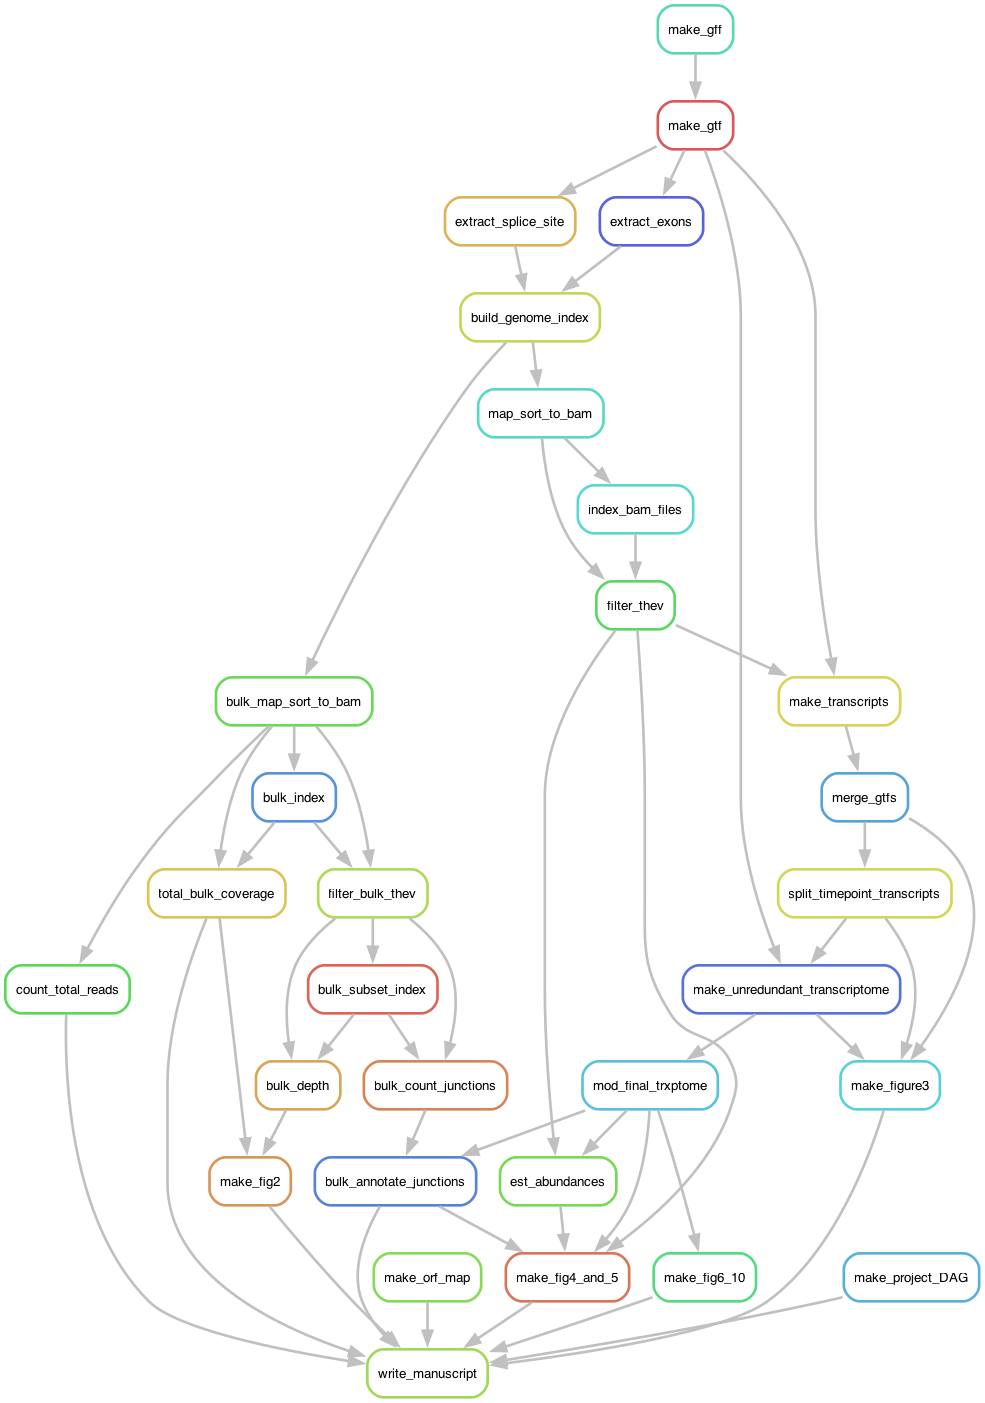 make_gff
make_gtf
extract_splice_site
extract_exons
build_genome_index
map_sort_to_bam
index_bam_files
filter_thev
bulk_map_sort_to_bam
make_transcripts
bulk_index
merge_gtfs
total_bulk_coverage
filter_bulk_thev
split_timepoint_transcripts
count_total_reads
bulk_subset_index
make_unredundant_transcriptome
bulk_depth
bulk_count_junctions
mod_final_trxptome
make_figure3
make_fig2
bulk_annotate_junctions
est_abundances
make_orf_map
make_fig4_and_5
make_fig6_10
make_project_DAG
write_manuscript